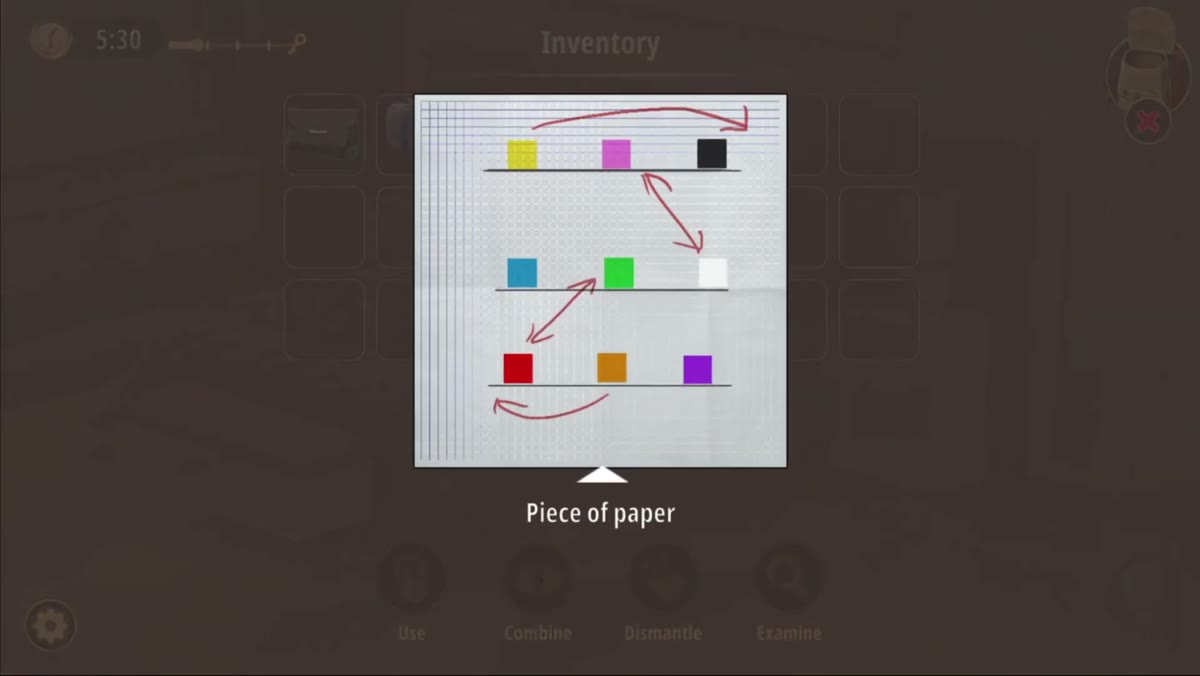 5:30
Inventory
Piece of paper
Use
Combine
Dismantle
Examine